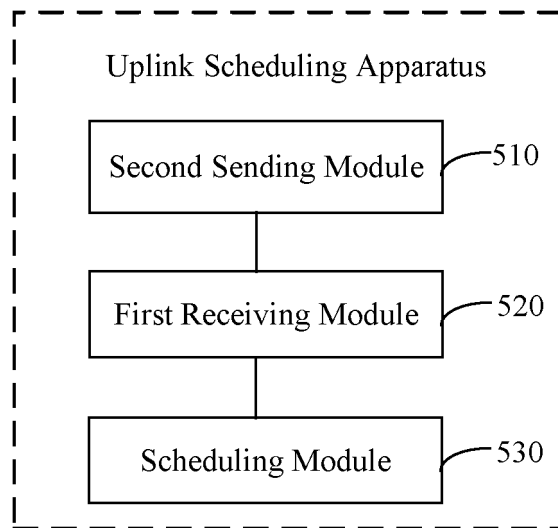 Uplink Scheduling Apparatus
Second Sending Module
510
First Receiving Module
520
Scheduling Module
530